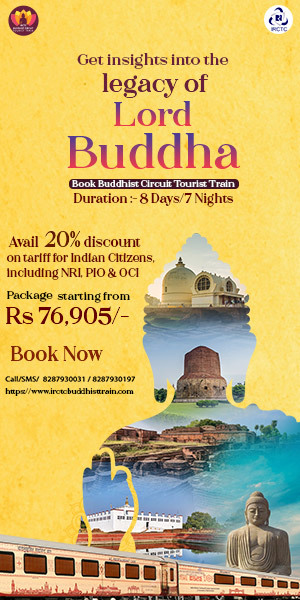 IRCTC
Get insights into the
legacy of
Lord
Buddha
Book Buddhist Circuit Tourist Train
Duration :- 8 Days/7 Nights
Avail 20% discount
on tariff for Indian Citizens,
including NRI, PIO & OCI
Package starting from
Rs 76,905/-
Book Now
Call/SMS/ 8287930031 / 8287930197
https://www.irctcbuddhisttrain.com